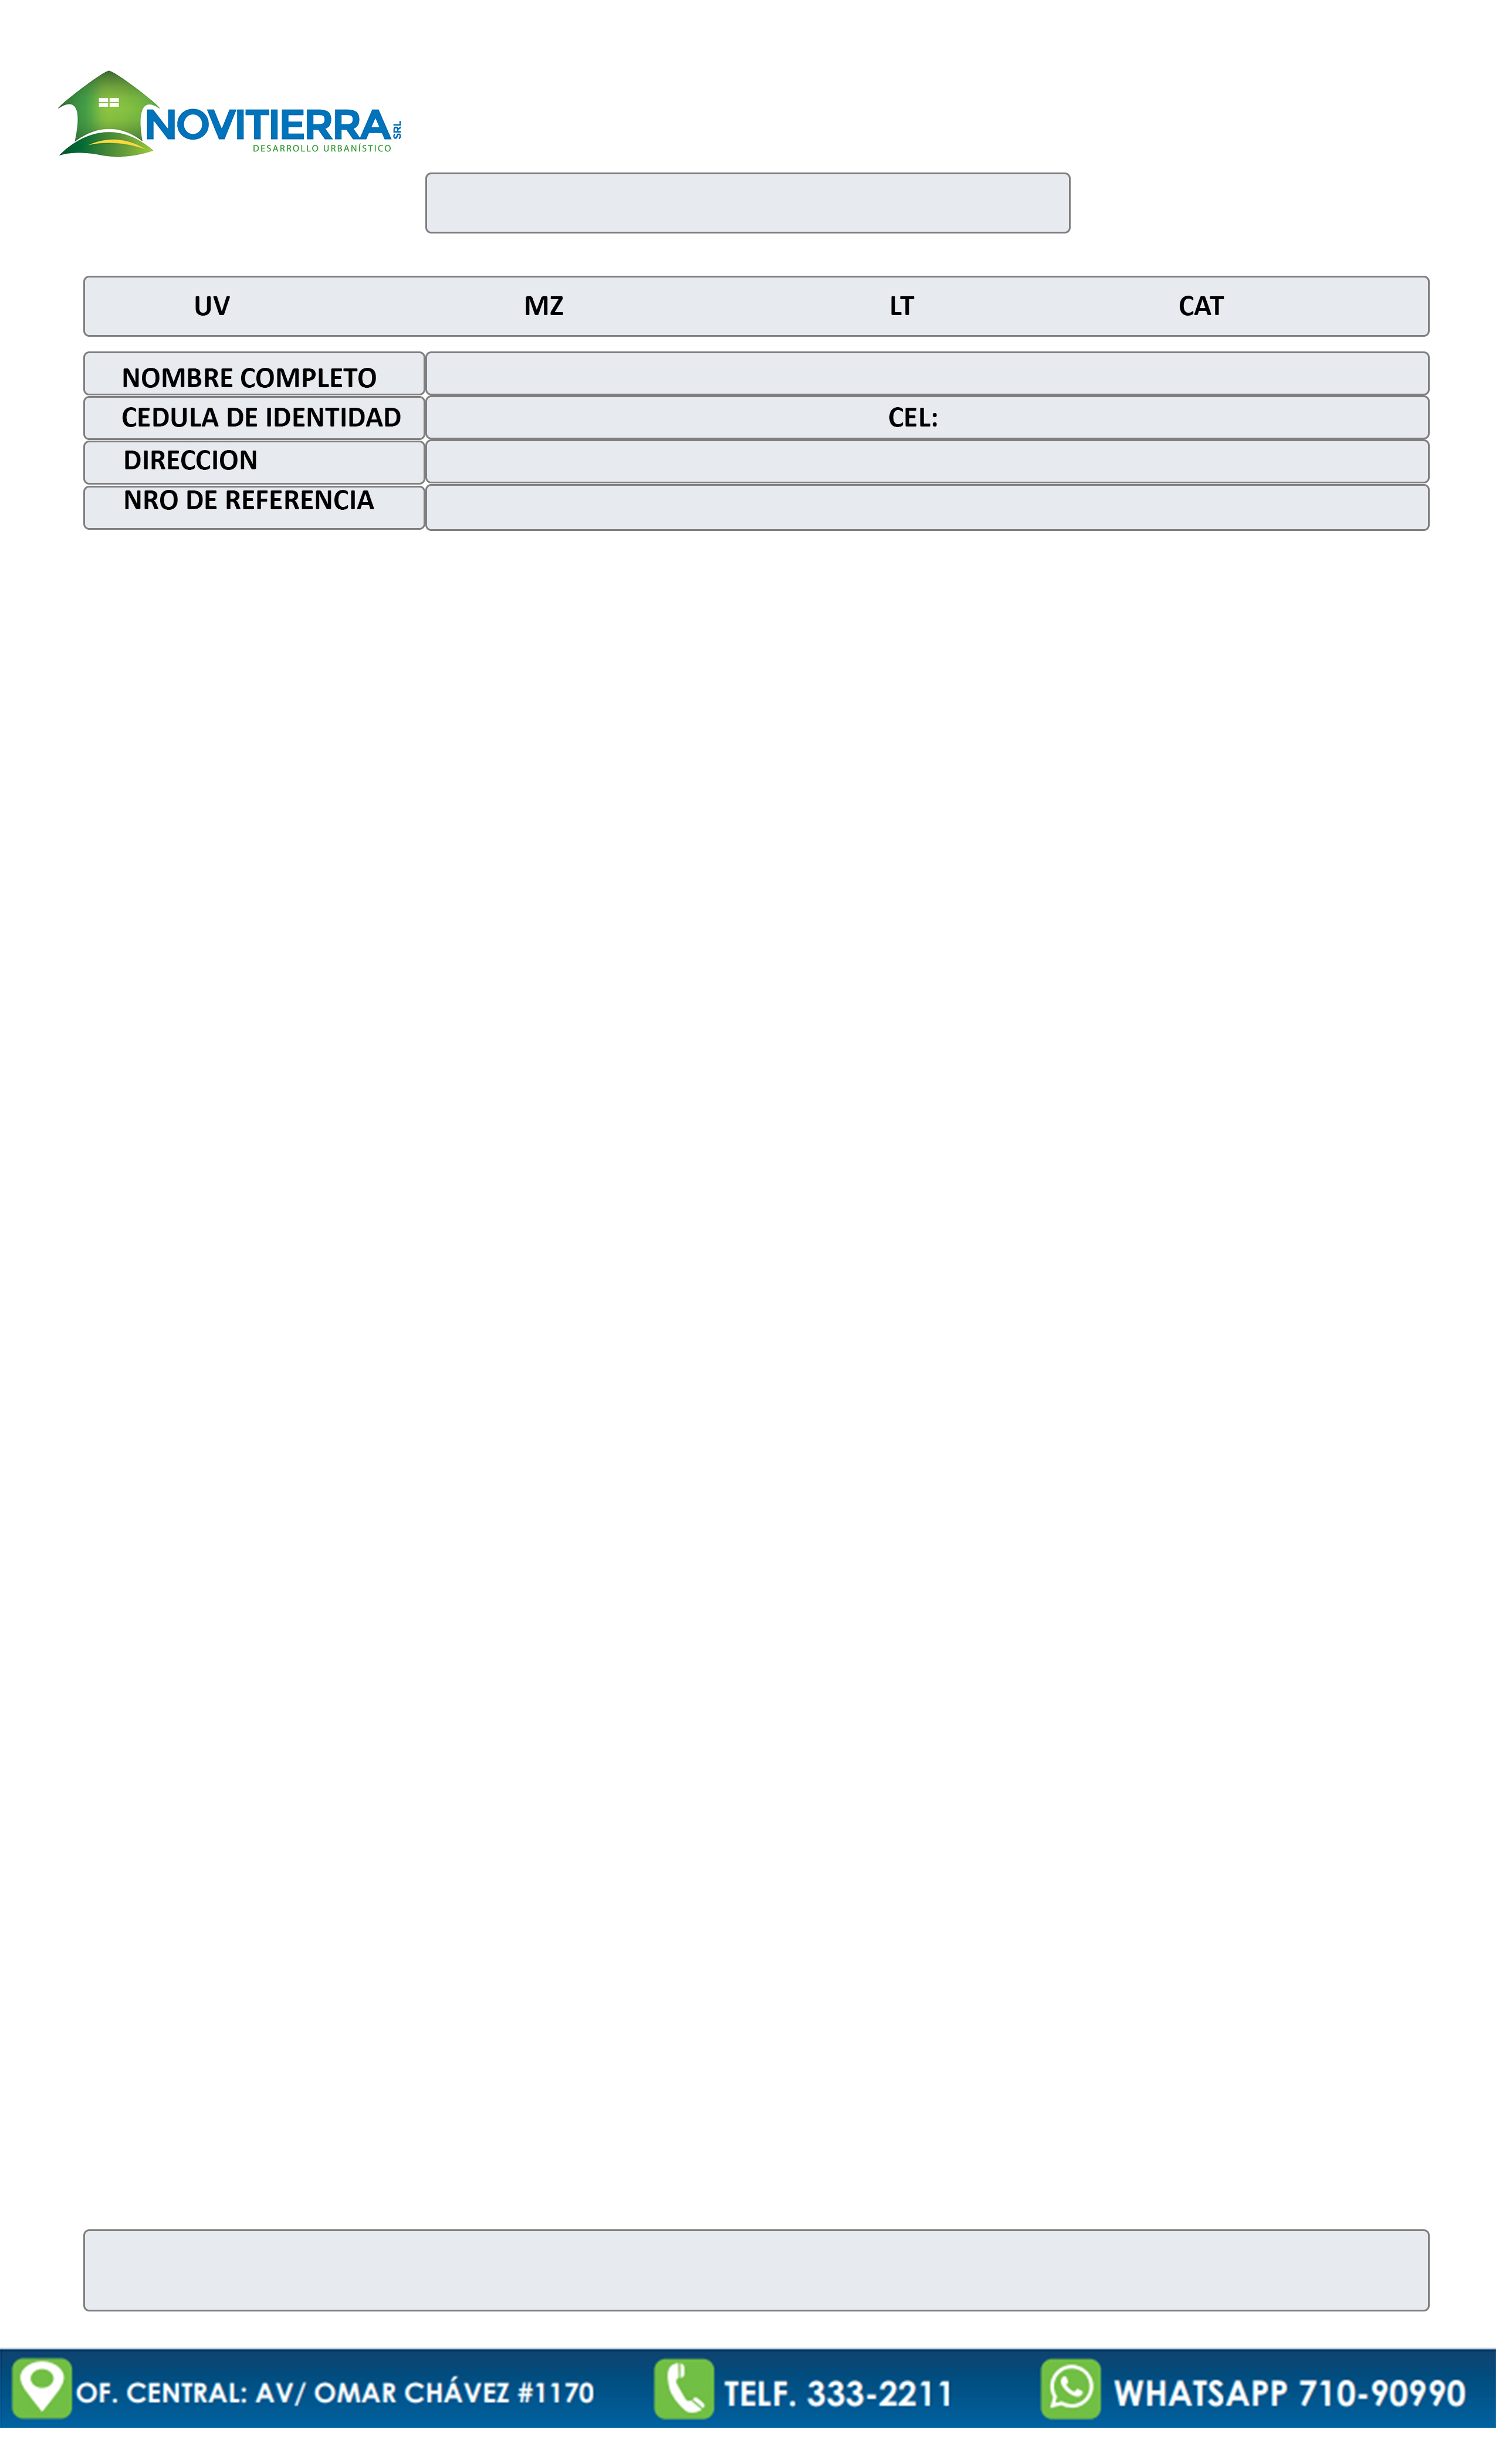 NOVITIERRA SRL
DESARROLLO URBANÍSTICO
UV MZ LT CAT
NOMBRE COMPLETO
CEDULA DE IDENTIDAD CEL:
DIRECCION
NRO DE REFERENCIA
OF. CENTRAL: AV/ OMAR CHÁVEZ #1170 TELF. 333-2211 WHATSAPP 710-90990